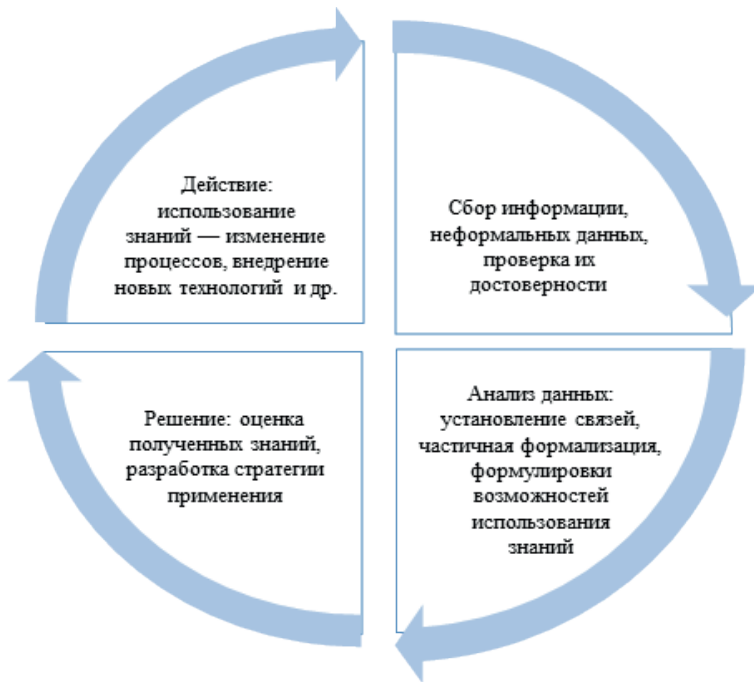 Действие:
использование
знаний — изменение
процессов, внедрение
новых технологий и др.
Сбор информации,
неформальных данных,
проверка их
достоверности
Решение: оценка
полученных знаний,
разработка стратегии
применения
Анализ данных:
установление связей,
частичная формализация,
формулировки
возможностей
использования
знаний